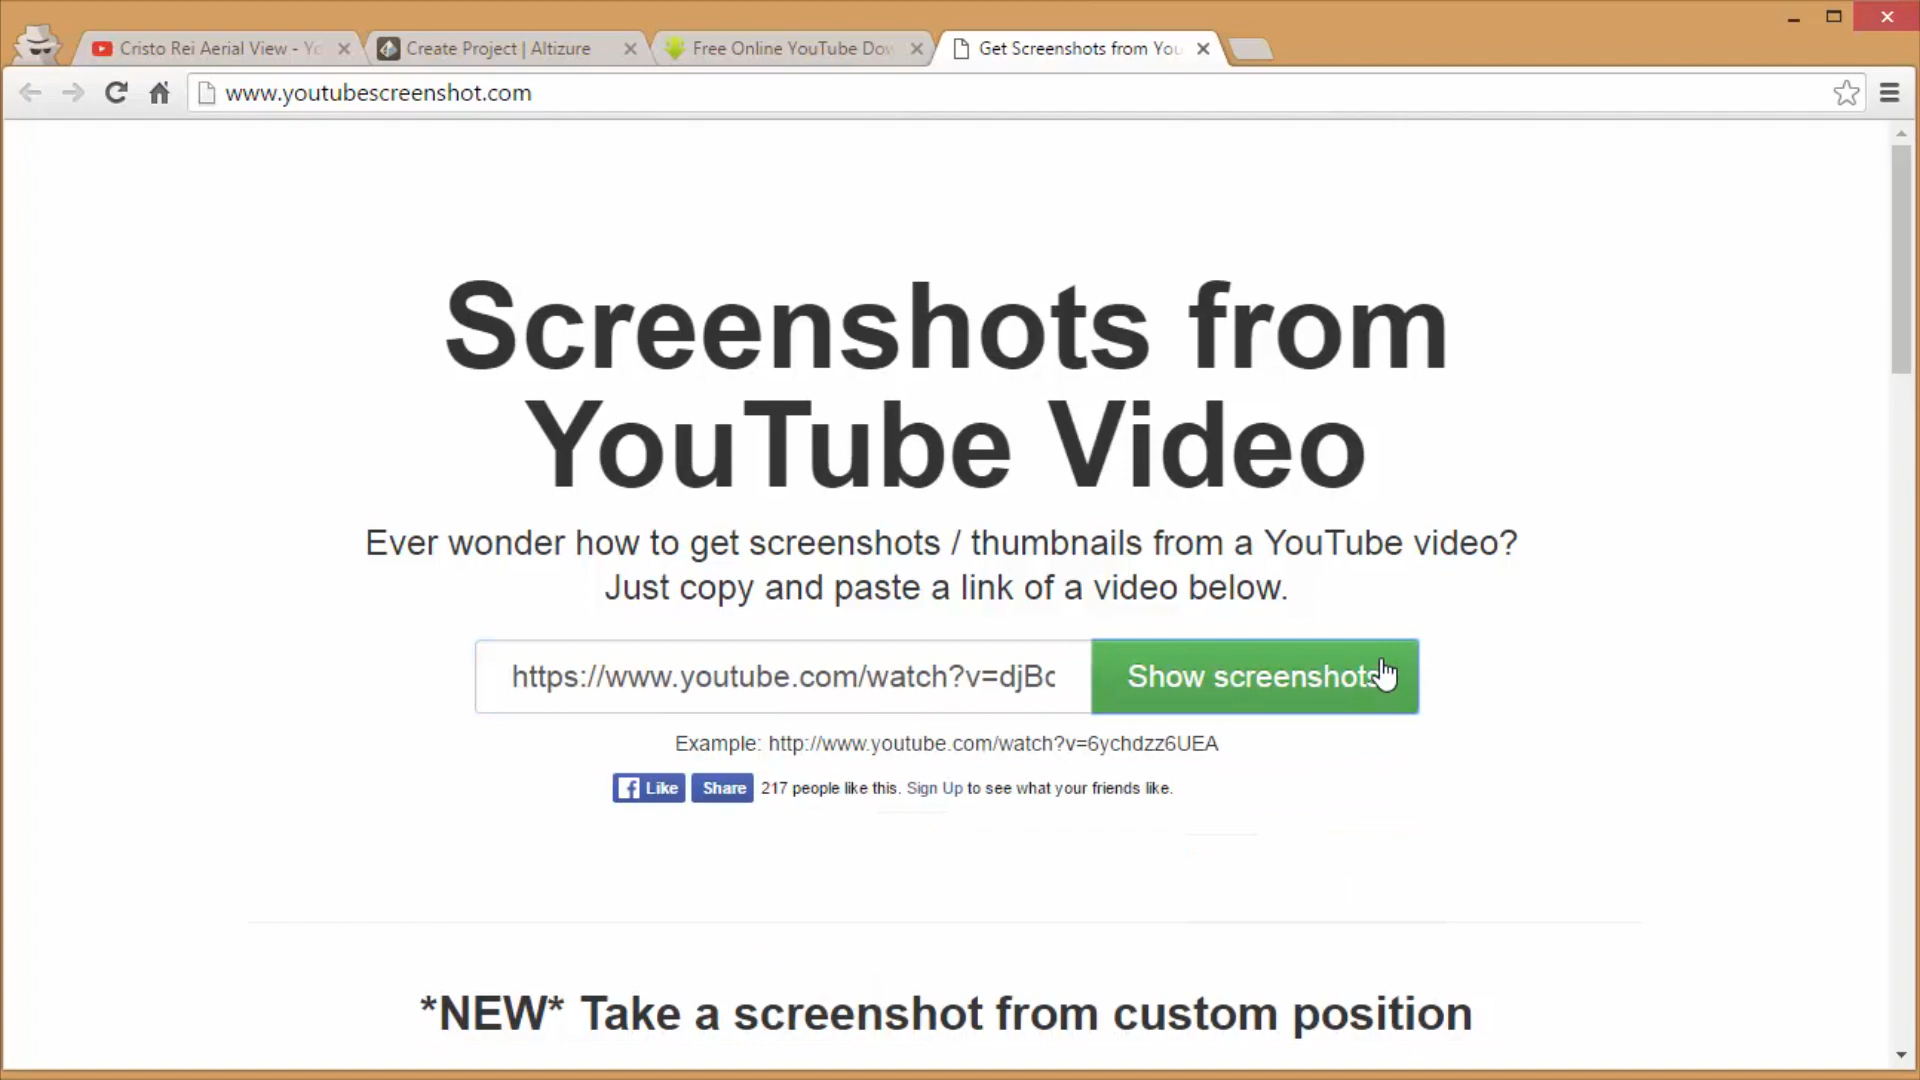 Cristo Rei Aerial View - Yo
Create Project | Altizure
Free Online YouTube Dow
Get Screenshots from You
www.youtubescreenshot.com
Screenshots from
YouTube Video
Ever wonder how to get screenshots / thumbnails from a YouTube video?
Just copy and paste a link of a video below.
https://www.youtube.com/watch?v=djBc
Show screenshots
Example: http://www.youtube.com/watch?v=6ychdzz6UEA
Like Share 217 people like this. Sign Up to see what your friends like.
*NEW* Take a screenshot from custom position